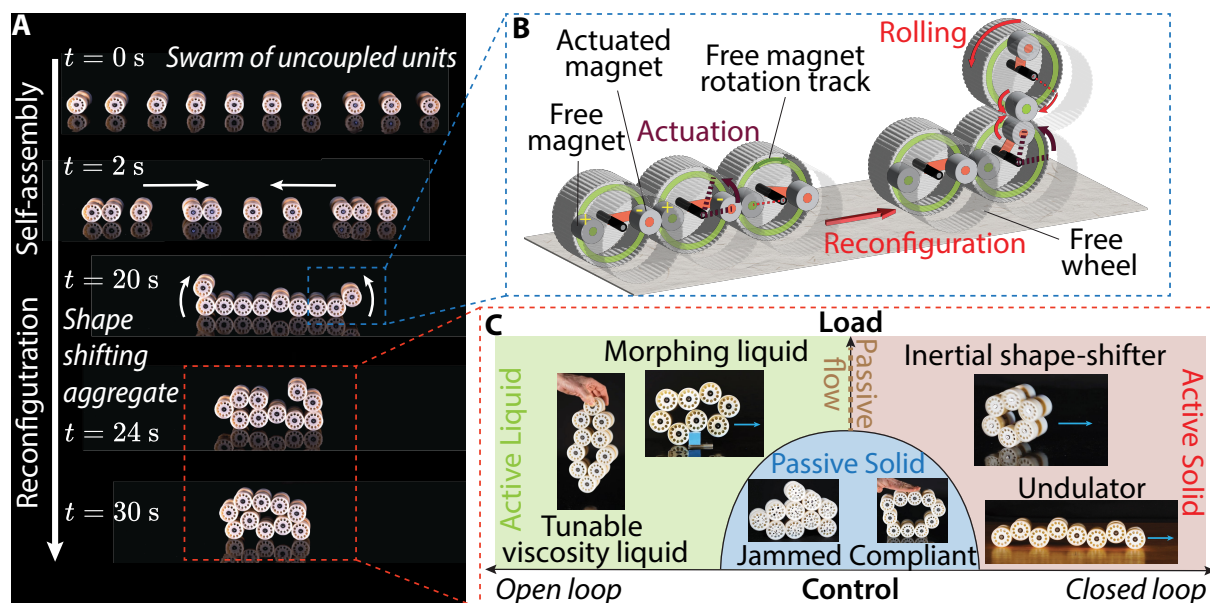 A
t = 0 s
Swarm of uncoupled units
t = 2 s
t = 20 s
Shape
shifting
aggregate
t = 24 s
t = 30 s
Self-assembly
Reconfigutration
B
Actuated
magnet
Free
magnet
Actuation
Free magnet
rotation track
+
-
+
-
Rolling
Reconfiguration
Free
wheel
C
Load
Passive
flow
Active Liquid
Morphing liquid
Tunable
viscosity liquid
Passive Solid
Jammed
Compliant
Inertial shape-shifter
Undulator
Active Solid
Open loop
Control
Closed loop